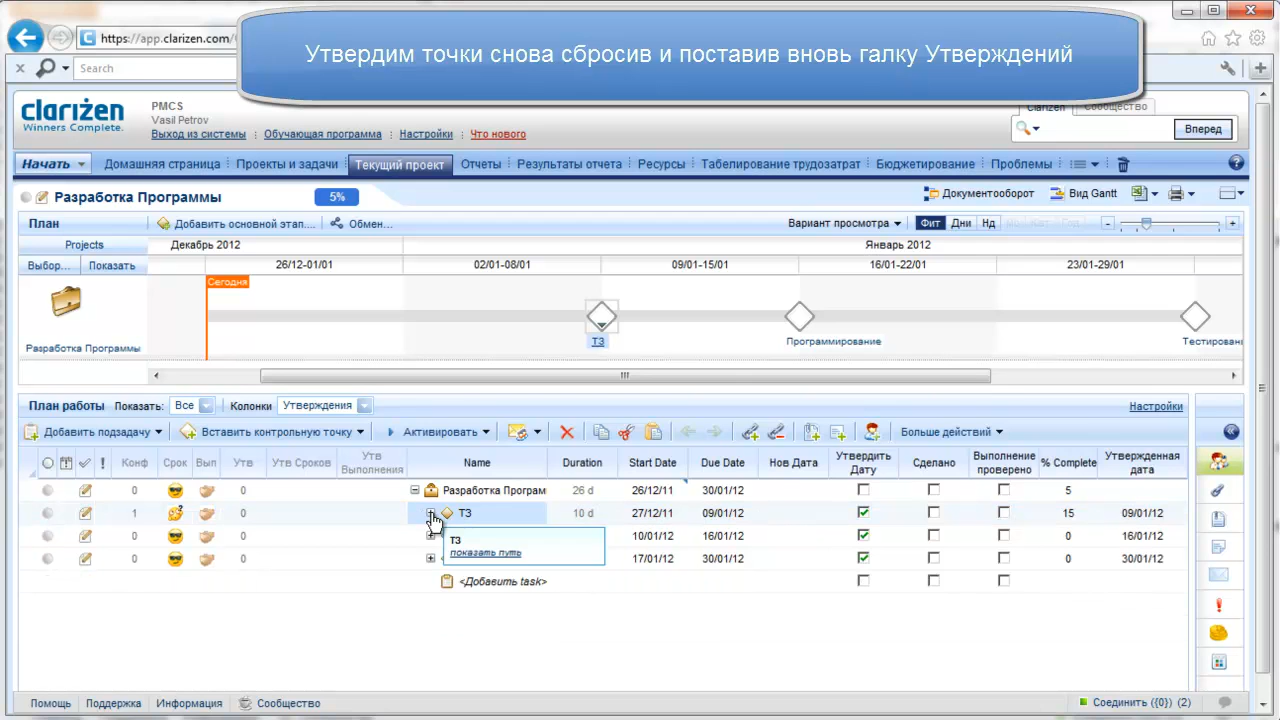 Утвердим точки снова сбросив и поставив вновь галку Утверждений
https://app.clarizen.com/
Search
clarizen
Winners Complete.
PMCS
Vasil Petrov
Выход из системы Обучающая программа Настройки Что нового
Clarizen Сообщество
Вперед
Начать Домашняя страница Проекты и задачи Текущий проект Отчеты Результаты отчета Ресурсы Табелирование трудозатрат Бюджетирование Проблемы
Разработка Программы 5% Документооборот Вид Gantt
План Добавить основной этап.... Обмен... Вариант просмотра Фит Дни Нд
Projects Декабрь 2012 Январь 2012
Выбор... Показать 26/12-01/01 02/01-08/01 09/01-15/01 16/01-22/01 23/01-29/01
Сегодня
ТЗ Программирование Тестирован
Разработка Программы
План работы Показать: Все Колонки Утверждения Настройки
Добавить подзадачу Вставить контрольную точку Активировать Больше действий
! Конф Срок Вып Утв Утв Сроков Утв Выполнения Name Duration Start Date Due Date Нов Дата Утвердить Дату Сделано Выполнение проверено % Complete Утвержденная дата
0 0 Разработка Програм 26 d 26/12/11 30/01/12 5
1 0 ТЗ 10 d 27/12/11 09/01/12 15 09/01/12
0 0 10/01/12 16/01/12 0 16/01/12
0 0 17/01/12 30/01/12 0 30/01/12
ТЗ
показать путь
<Добавить task>
Помощь Поддержка Информация Сообщество Соединить ({0}) (2)